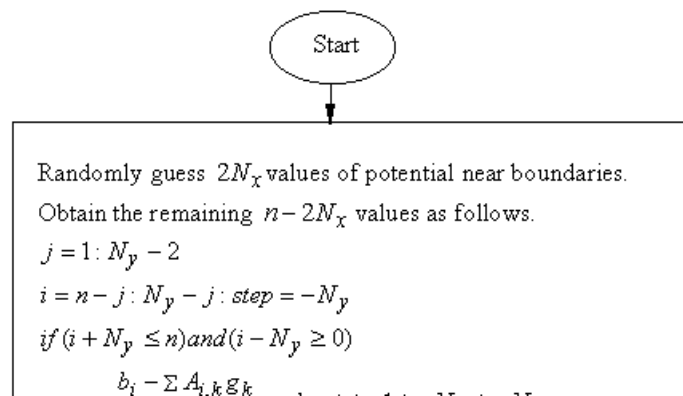 Start
Randomly guess 2N_x values of potential near boundaries.
Obtain the remaining n − 2N_x values as follows.
j = 1 : N_y − 2
i = n − j : N_y − j : step = −N_y
if (i + N_y ≤ n) and (i − N_y ≥ 0)
b_i − Σ A_{i,k} g_k